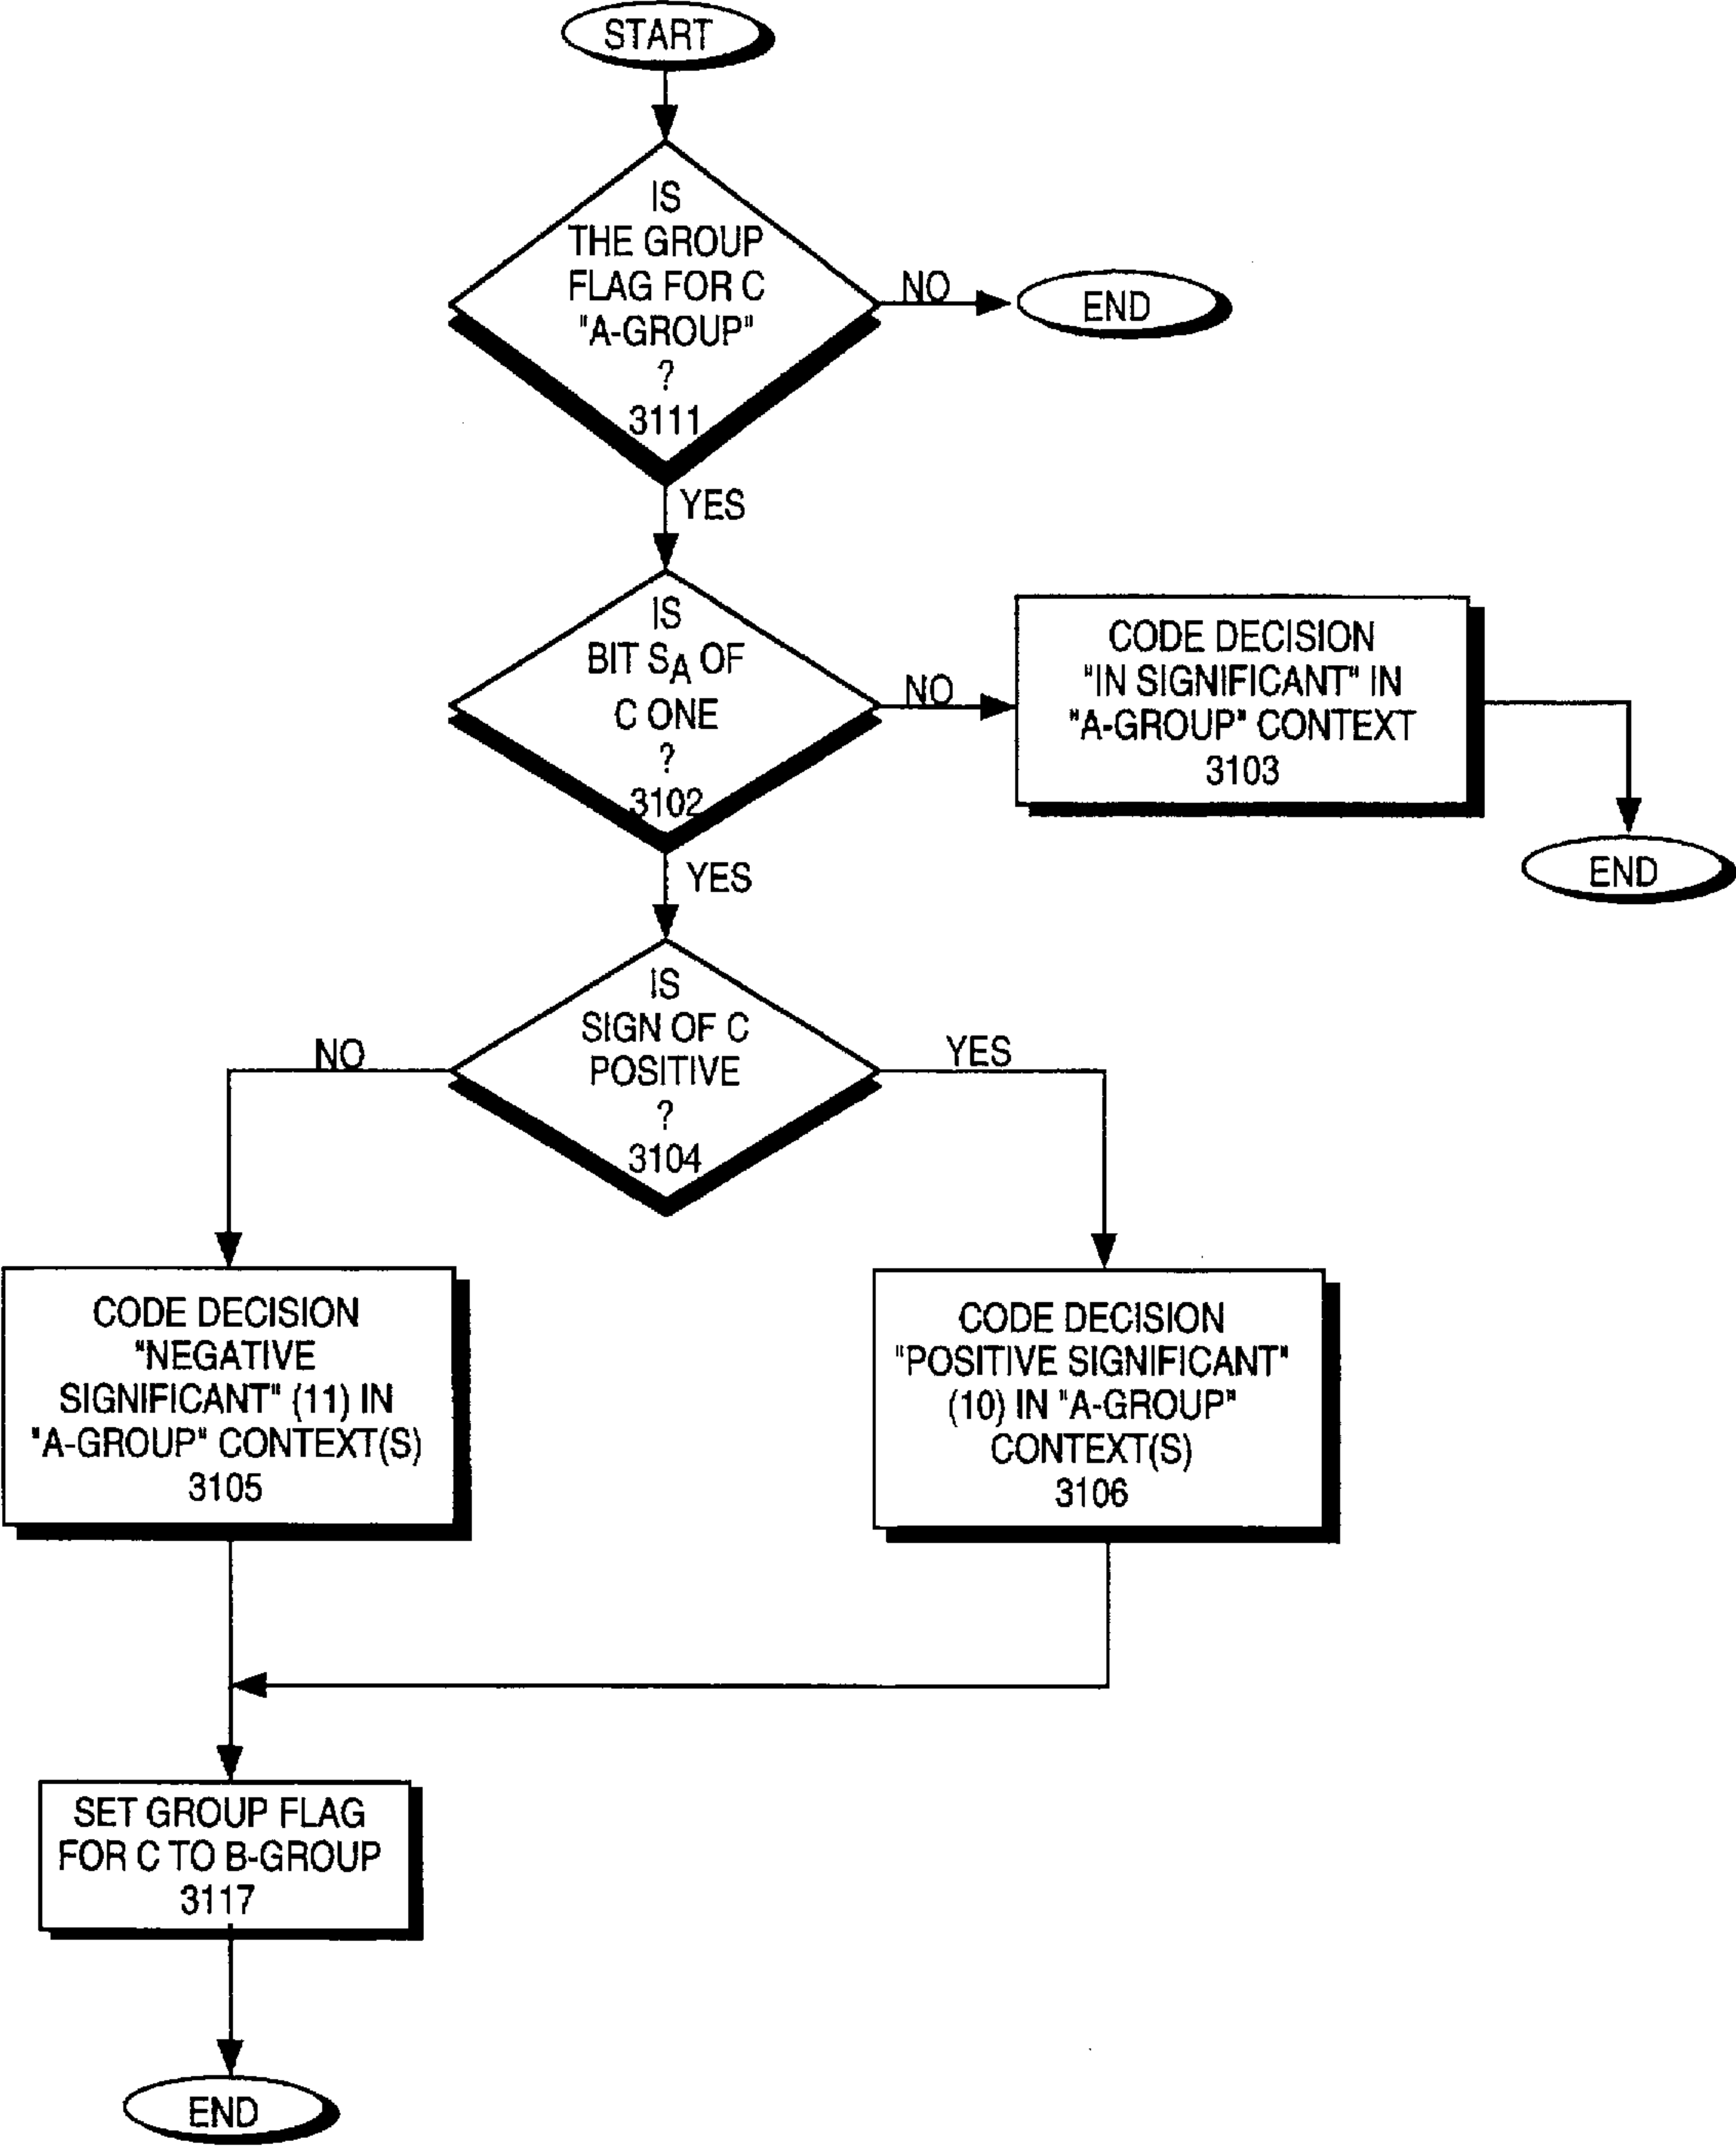 START
IS
THE GROUP
FLAG FOR C
"A-GROUP"
?
3111
NO
END
YES
IS
BIT SA OF
C ONE
?
3102
NO
CODE DECISION
"IN SIGNIFICANT" IN
"A-GROUP" CONTEXT
3103
END
YES
IS
SIGN OF C
POSITIVE
?
3104
NO
YES
CODE DECISION
"NEGATIVE
SIGNIFICANT" (11) IN
"A-GROUP" CONTEXT(S)
3105
CODE DECISION
"POSITIVE SIGNIFICANT"
(10) IN "A-GROUP"
CONTEXT(S)
3106
SET GROUP FLAG
FOR C TO B-GROUP
3117
END